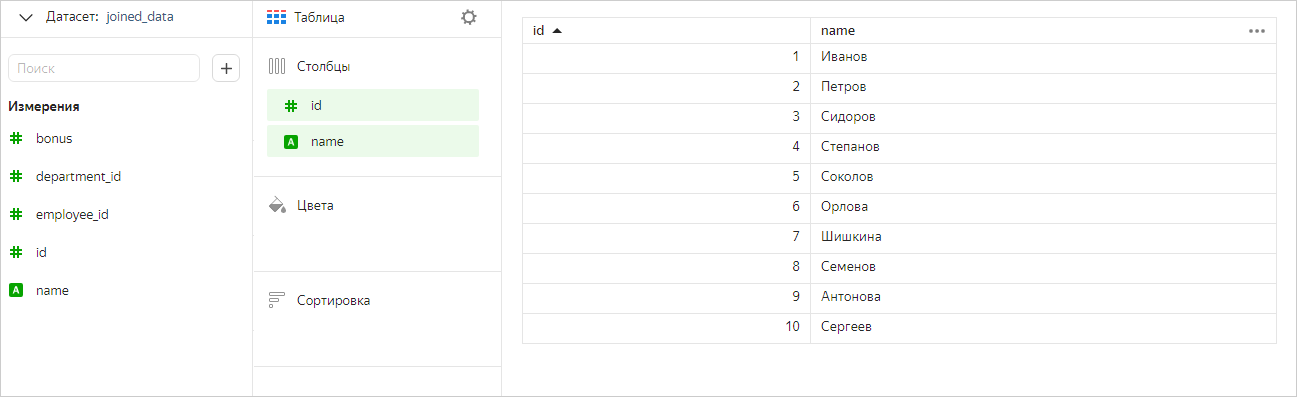 Датасет: joined_data
Поиск
Измерения
bonus
department_id
employee_id
id
A name
Таблица
Столбцы
id
A name
Цвета
Сортировка
id name
1 Иванов
2 Петров
3 Сидоров
4 Степанов
5 Соколов
6 Орлова
7 Шишкина
8 Семенов
9 Антонова
10 Сергеев